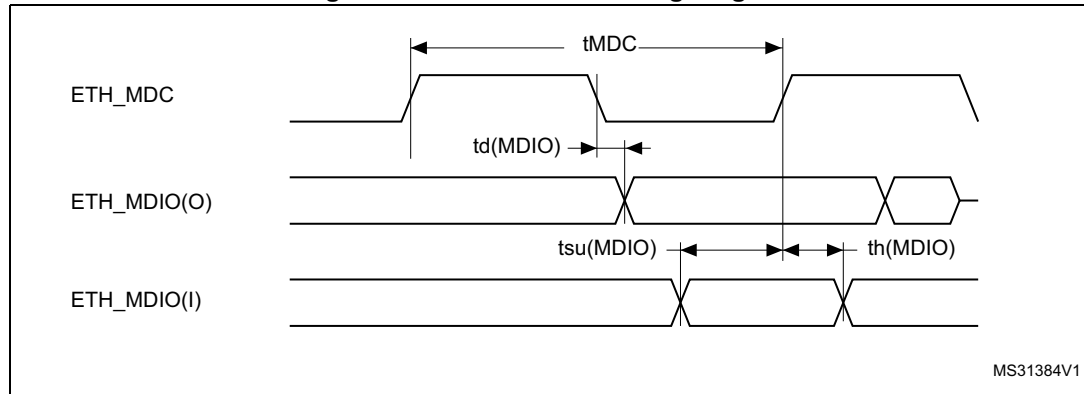 tMDC
ETH_MDC
td(MDIO)
ETH_MDIO(O)
tsu(MDIO)
th(MDIO)
ETH_MDIO(I)
MS31384V1